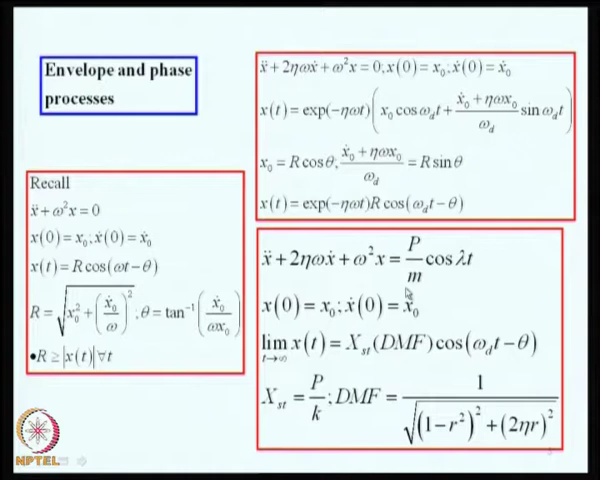 Envelope and phase
processes
Recall
ẍ + ω²x = 0
x(0) = x₀; ẋ(0) = ẋ₀
x(t) = R cos(ωt − θ)
R = √(x₀² + (ẋ₀/ω)²); θ = tan⁻¹(ẋ₀/ωx₀)
•R ≥ |x(t)| ∀t
ẍ + 2ηωẋ + ω²x = 0; x(0) = x₀; ẋ(0) = ẋ₀
x(t) = exp(−ηωt)(x₀ cos ω_d t + (ẋ₀ + ηωx₀)/ω_d sin ω_d t)
x₀ = R cos θ; (ẋ₀ + ηωx₀)/ω_d = R sin θ
x(t) = exp(−ηωt) R cos(ω_d t − θ)
ẍ + 2ηωẋ + ω²x = P/m cos λt
x(0) = x₀; ẋ(0) = ẋ₀
lim t→∞ x(t) = X_st (DMF) cos(ω_d t − θ)
X_st = P/k; DMF = 1/√((1 − r²)² + (2ηr)²)
NPTEL